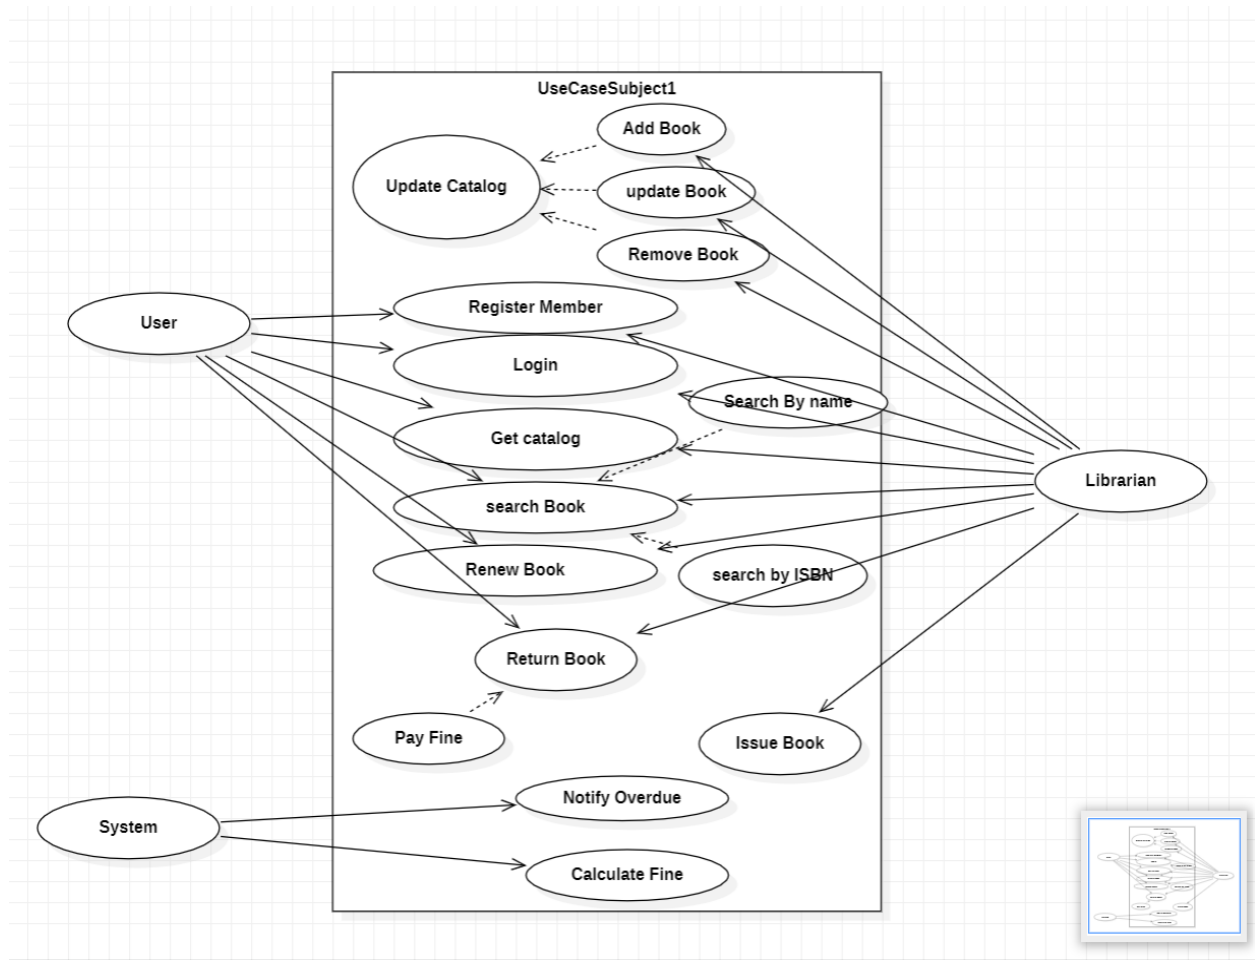 UseCaseSubject1
Add Book
Update Catalog
update Book
Remove Book
Register Member
User
Login
Search By name
Get catalog
Librarian
search Book
Renew Book
search by ISBN
Return Book
Pay Fine
Issue Book
Notify Overdue
System
Calculate Fine